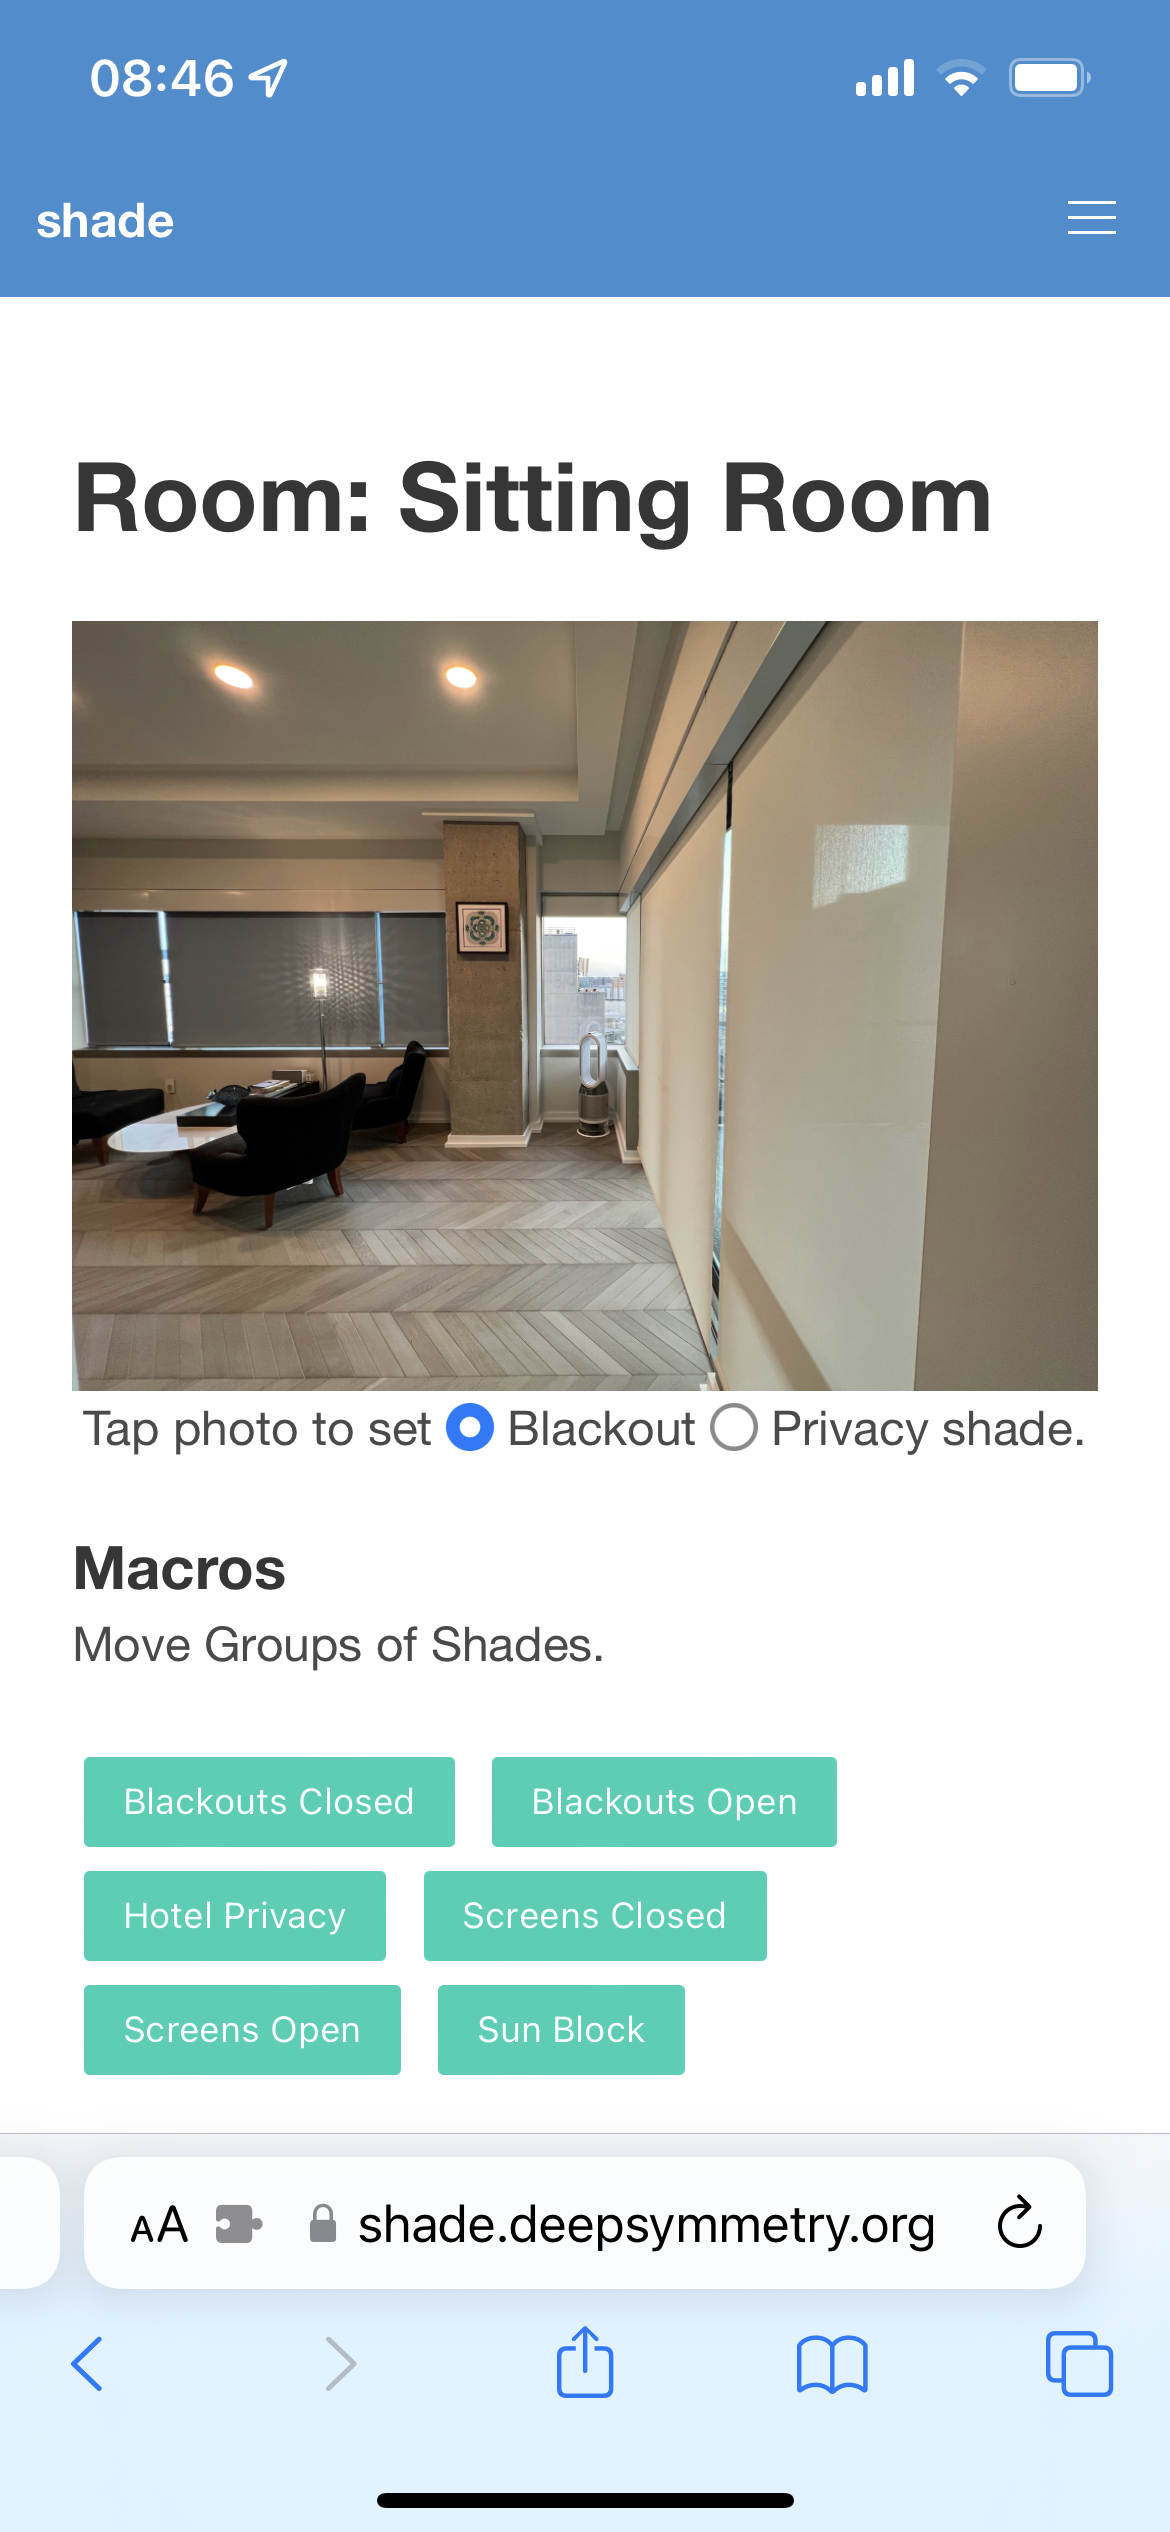 08:46
shade
Room: Sitting Room
Tap photo to set Blackout Privacy shade.
Macros
Move Groups of Shades.
Blackouts Closed Blackouts Open
Hotel Privacy Screens Closed
Screens Open Sun Block
AA shade.deepsymmetry.org